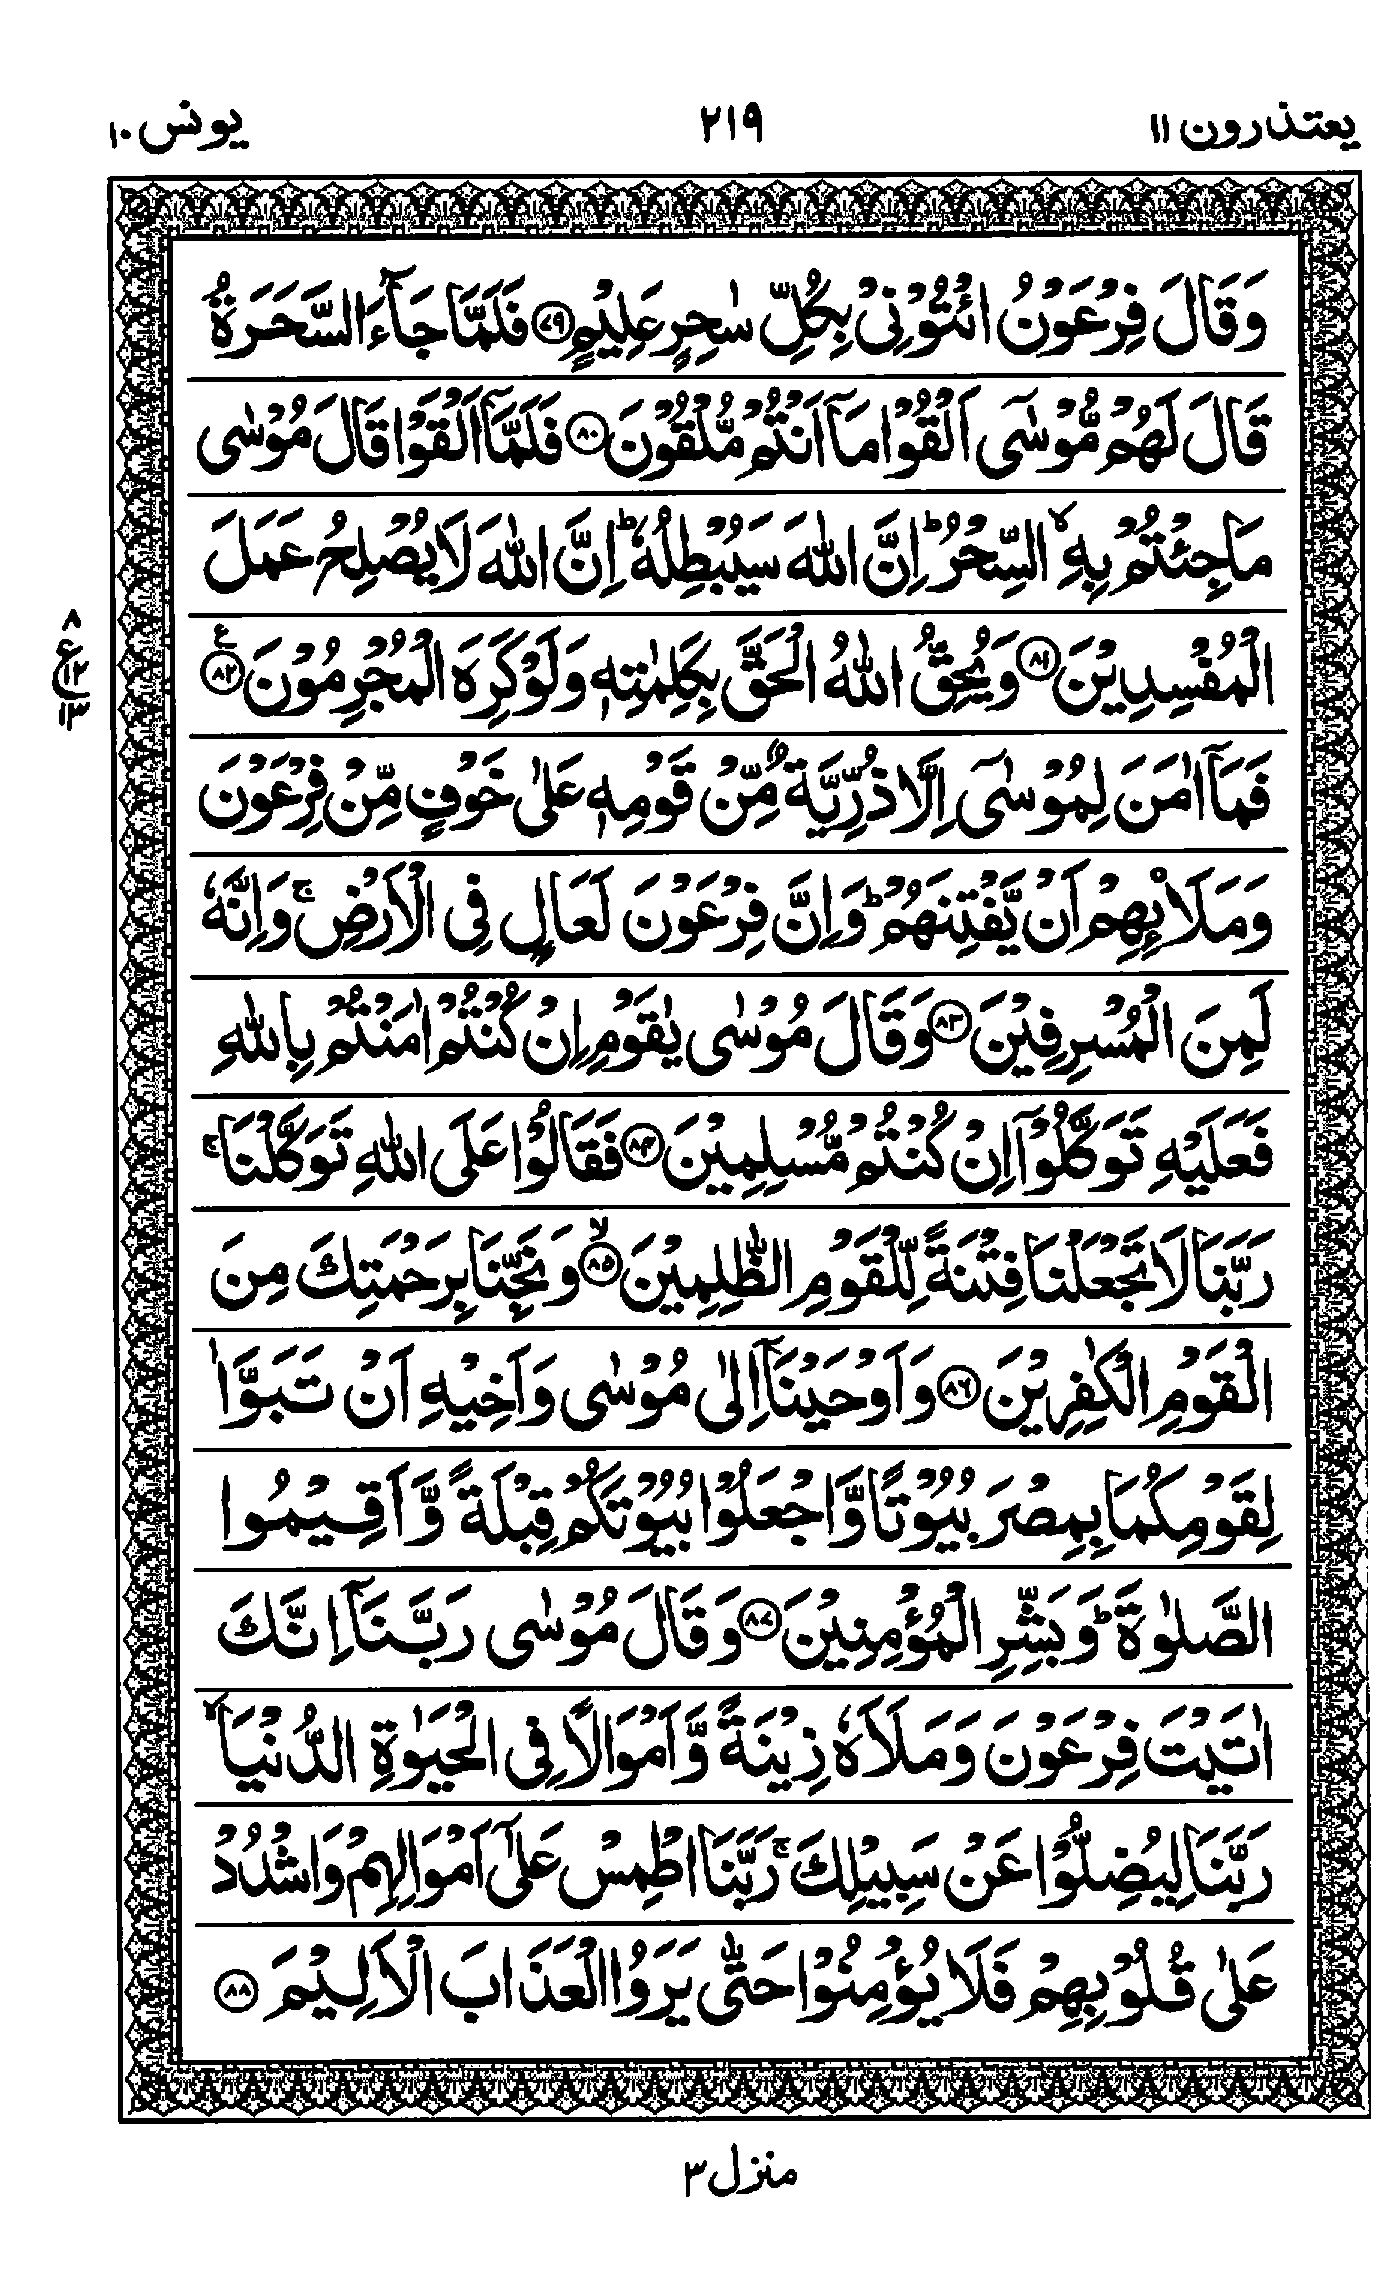 يعتذرون ١١ ٢١٩ يونس ١٠
وَقَالَ فِرْعَوْنُ ائْتُوْنِىْ بِكُلِّ سٰحِرٍ عَلِيْمٍ ﴿٧٩﴾ فَلَمَّا جَآءَ السَّحَرَةُ
قَالَ لَهُمْ مُّوْسٰٓى اَلْقُوْا مَآ اَنْتُمْ مُّلْقُوْنَ ﴿٨٠﴾ فَلَمَّآ اَلْقَوْا قَالَ مُوْسٰى
مَا جِئْتُمْ بِهِ ۙ السِّحْرُ ؕ اِنَّ اللّٰهَ سَيُبْطِلُهٗ ؕ اِنَّ اللّٰهَ لَا يُصْلِحُ عَمَلَ
الْمُفْسِدِيْنَ ﴿٨١﴾ وَيُحِقُّ اللّٰهُ الْحَقَّ بِكَلِمٰتِهٖ وَلَوْ كَرِهَ الْمُجْرِمُوْنَ ﴿٨٢﴾ ع
٨
ع ١٢
١٣
فَمَآ اٰمَنَ لِمُوْسٰٓى اِلَّا ذُرِّيَّةٌ مِّنْ قَوْمِهٖ عَلٰى خَوْفٍ مِّنْ فِرْعَوْنَ
وَمَلَا۟ئِهِمْ اَنْ يَّفْتِنَهُمْ ؕ وَاِنَّ فِرْعَوْنَ لَعَالٍ فِى الْاَرْضِ ۚ وَاِنَّهٗ
لَمِنَ الْمُسْرِفِيْنَ ﴿٨٣﴾ وَقَالَ مُوْسٰى يٰقَوْمِ اِنْ كُنْتُمْ اٰمَنْتُمْ بِاللّٰهِ
فَعَلَيْهِ تَوَكَّلُوْٓا اِنْ كُنْتُمْ مُّسْلِمِيْنَ ﴿٨٤﴾ فَقَالُوْا عَلَى اللّٰهِ تَوَكَّلْنَا ۚ
رَبَّنَا لَا تَجْعَلْنَا فِتْنَةً لِّلْقَوْمِ الظّٰلِمِيْنَ ﴿٨٥﴾ ۙ وَنَجِّنَا بِرَحْمَتِكَ مِنَ
الْقَوْمِ الْكٰفِرِيْنَ ﴿٨٦﴾ وَاَوْحَيْنَآ اِلٰى مُوْسٰى وَاَخِيْهِ اَنْ تَبَوَّاٰ
لِقَوْمِكُمَا بِمِصْرَ بُيُوْتًا وَّاجْعَلُوْا بُيُوْتَكُمْ قِبْلَةً وَّاَقِيْمُوا
الصَّلٰوةَ ؕ وَبَشِّرِ الْمُؤْمِنِيْنَ ﴿٨٧﴾ وَقَالَ مُوْسٰى رَبَّنَآ اِنَّكَ
اٰتَيْتَ فِرْعَوْنَ وَمَلَاَهٗ زِيْنَةً وَّاَمْوَالًا فِى الْحَيٰوةِ الدُّنْيَا ۙ
رَبَّنَا لِيُضِلُّوْا عَنْ سَبِيْلِكَ ۚ رَبَّنَا اطْمِسْ عَلٰٓى اَمْوَالِهِمْ وَاشْدُدْ
عَلٰى قُلُوْبِهِمْ فَلَا يُؤْمِنُوْا حَتّٰى يَرَوُا الْعَذَابَ الْاَلِيْمَ ﴿٨٨﴾
منزل ٣